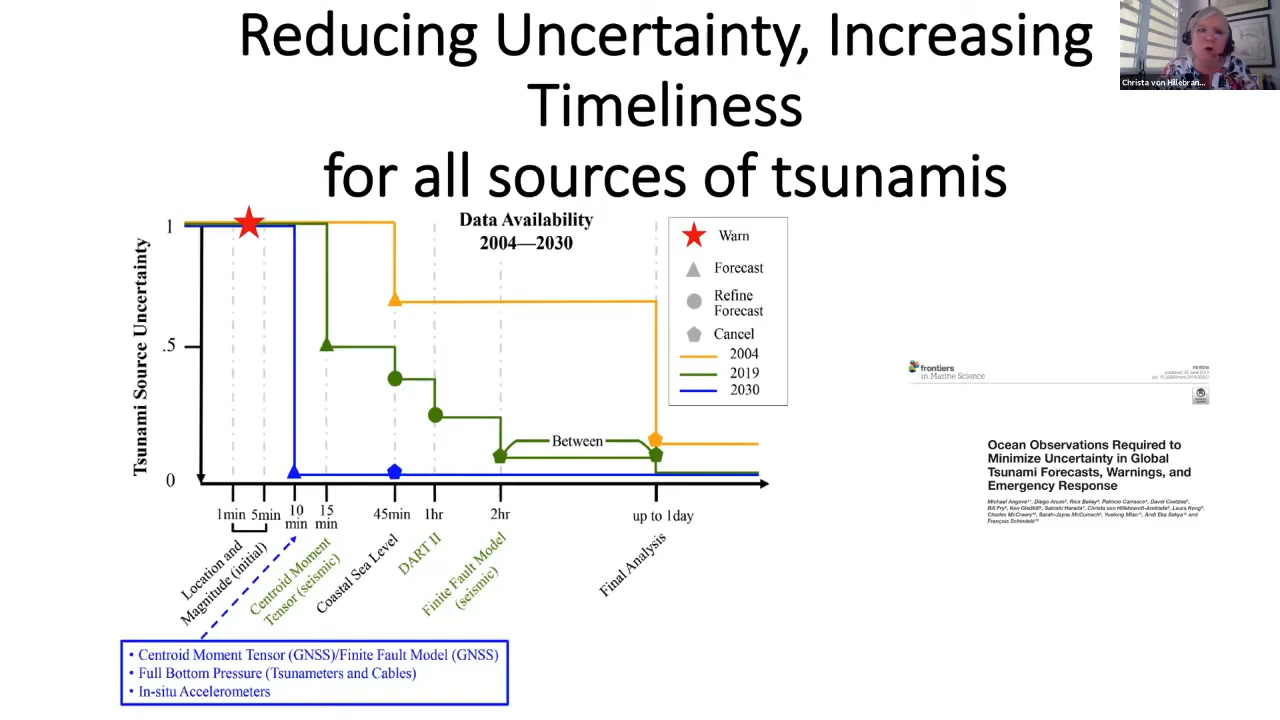 Reducing Uncertainty, Increasing
Timeliness
for all sources of tsunamis
Christa von Hillebran...
Data Availability
2004—2030
Tsunami Source Uncertainty
1
.5
0
Warn
Forecast
Refine
Forecast
Cancel
2004
2019
2030
Between
1min
5min
10
min
15
min
45min
1hr
2hr
up to 1day
Location and
Magnitude (initial)
Centroid Moment
Tensor (seismic)
Coastal Sea Level
DART II
Finite Fault Model
(seismic)
Final Analysis
• Centroid Moment Tensor (GNSS)/Finite Fault Model (GNSS)
• Full Bottom Pressure (Tsunameters and Cables)
• In-situ Accelerometers
frontiers
in Marine Science
REVIEW
Ocean Observations Required to
Minimize Uncertainty in Global
Tsunami Forecasts, Warnings, and
Emergency Response